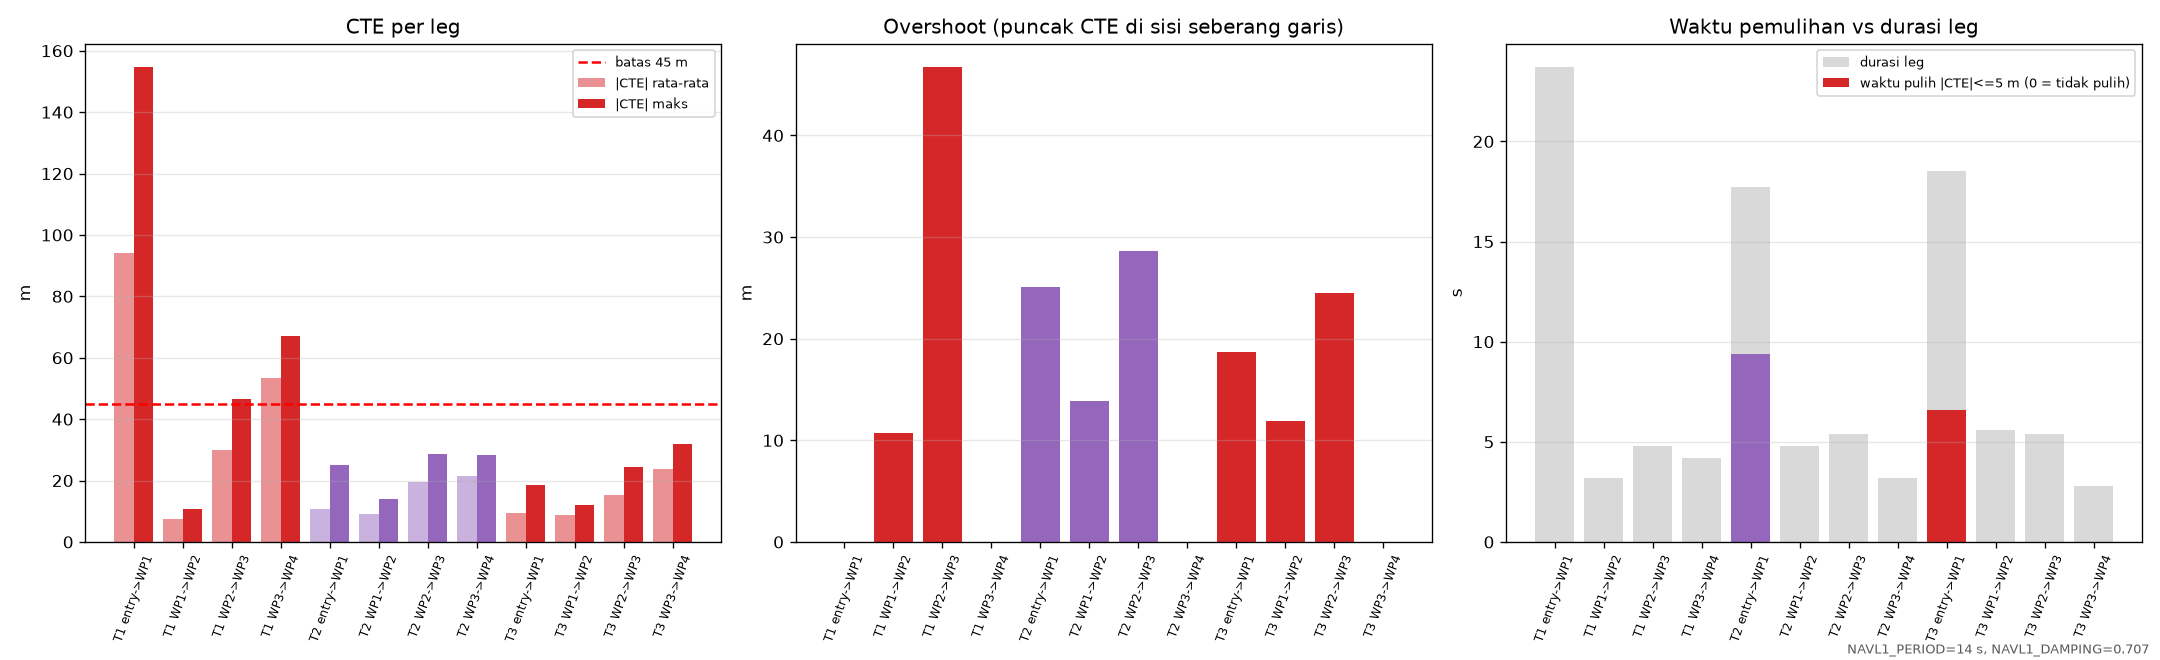 CTE per leg
160
140
120
100
80
60
40
20
0
m
batas 45 m
|CTE| rata-rata
|CTE| maks
T1 entry->WP1
T1 WP1->WP2
T1 WP2->WP3
T1 WP3->WP4
T2 entry->WP1
T2 WP1->WP2
T2 WP2->WP3
T2 WP3->WP4
T3 entry->WP1
T3 WP1->WP2
T3 WP2->WP3
T3 WP3->WP4
Overshoot (puncak CTE di sisi seberang garis)
40
30
20
10
0
m
T1 entry->WP1
T1 WP1->WP2
T1 WP2->WP3
T1 WP3->WP4
T2 entry->WP1
T2 WP1->WP2
T2 WP2->WP3
T2 WP3->WP4
T3 entry->WP1
T3 WP1->WP2
T3 WP2->WP3
T3 WP3->WP4
Waktu pemulihan vs durasi leg
20
15
10
5
0
s
durasi leg
waktu pulih |CTE|<=5 m (0 = tidak pulih)
T1 entry->WP1
T1 WP1->WP2
T1 WP2->WP3
T1 WP3->WP4
T2 entry->WP1
T2 WP1->WP2
T2 WP2->WP3
T2 WP3->WP4
T3 entry->WP1
T3 WP1->WP2
T3 WP2->WP3
T3 WP3->WP4
NAVL1_PERIOD=14 s, NAVL1_DAMPING=0.707